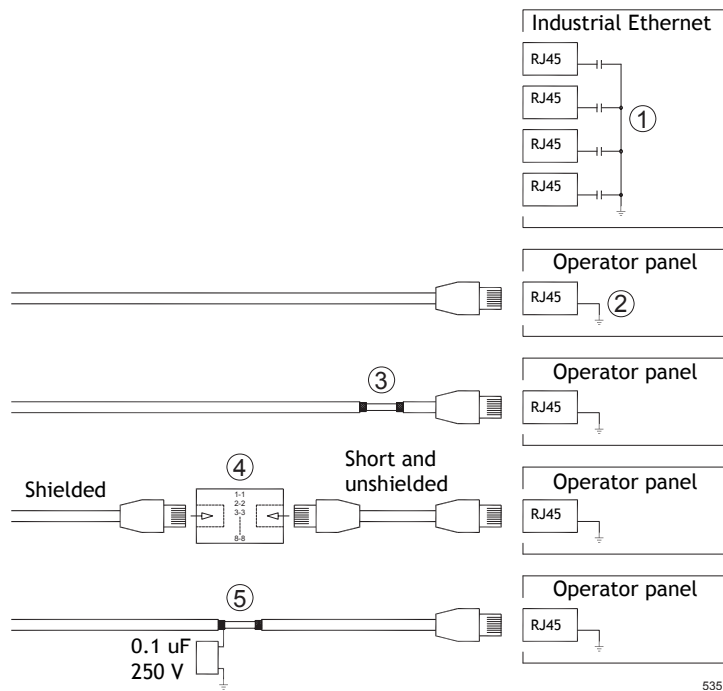 Industrial Ethernet
RJ45
RJ45
1
RJ45
RJ45
Operator panel
RJ45
2
Operator panel
3
RJ45
Operator panel
4
Short and
unshielded
Shielded
1-1
2-2
3-3
8-8
RJ45
Operator panel
5
RJ45
0.1 uF
250 V
535